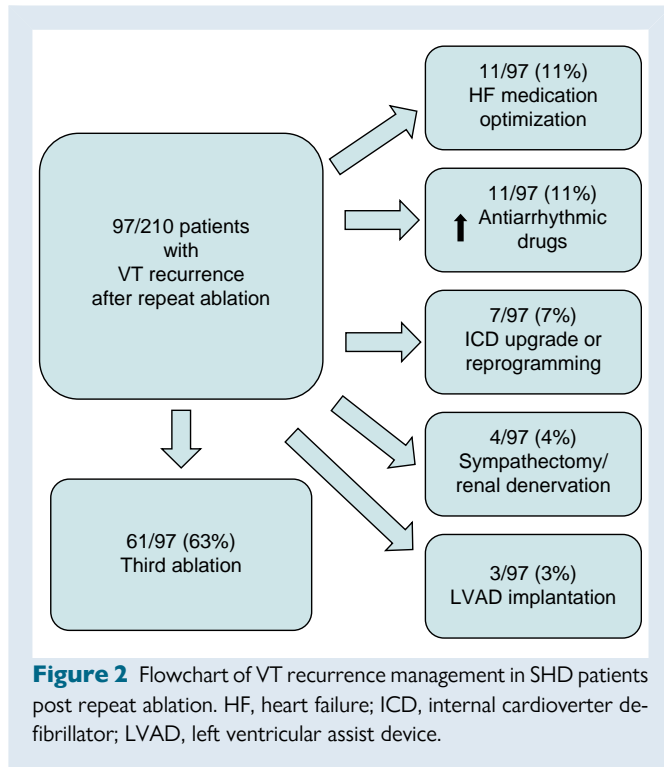 97/210 patients
with
VT recurrence
after repeat ablation
11/97 (11%)
HF medication
optimization
11/97 (11%)
Antiarrhythmic
drugs
7/97 (7%)
ICD upgrade or
reprogramming
4/97 (4%)
Sympathectomy/
renal denervation
3/97 (3%)
LVAD implantation
61/97 (63%)
Third ablation
Figure 2 Flowchart of VT recurrence management in SHD patients
post repeat ablation. HF, heart failure; ICD, internal cardioverter de-
fibrillator; LVAD, left ventricular assist device.